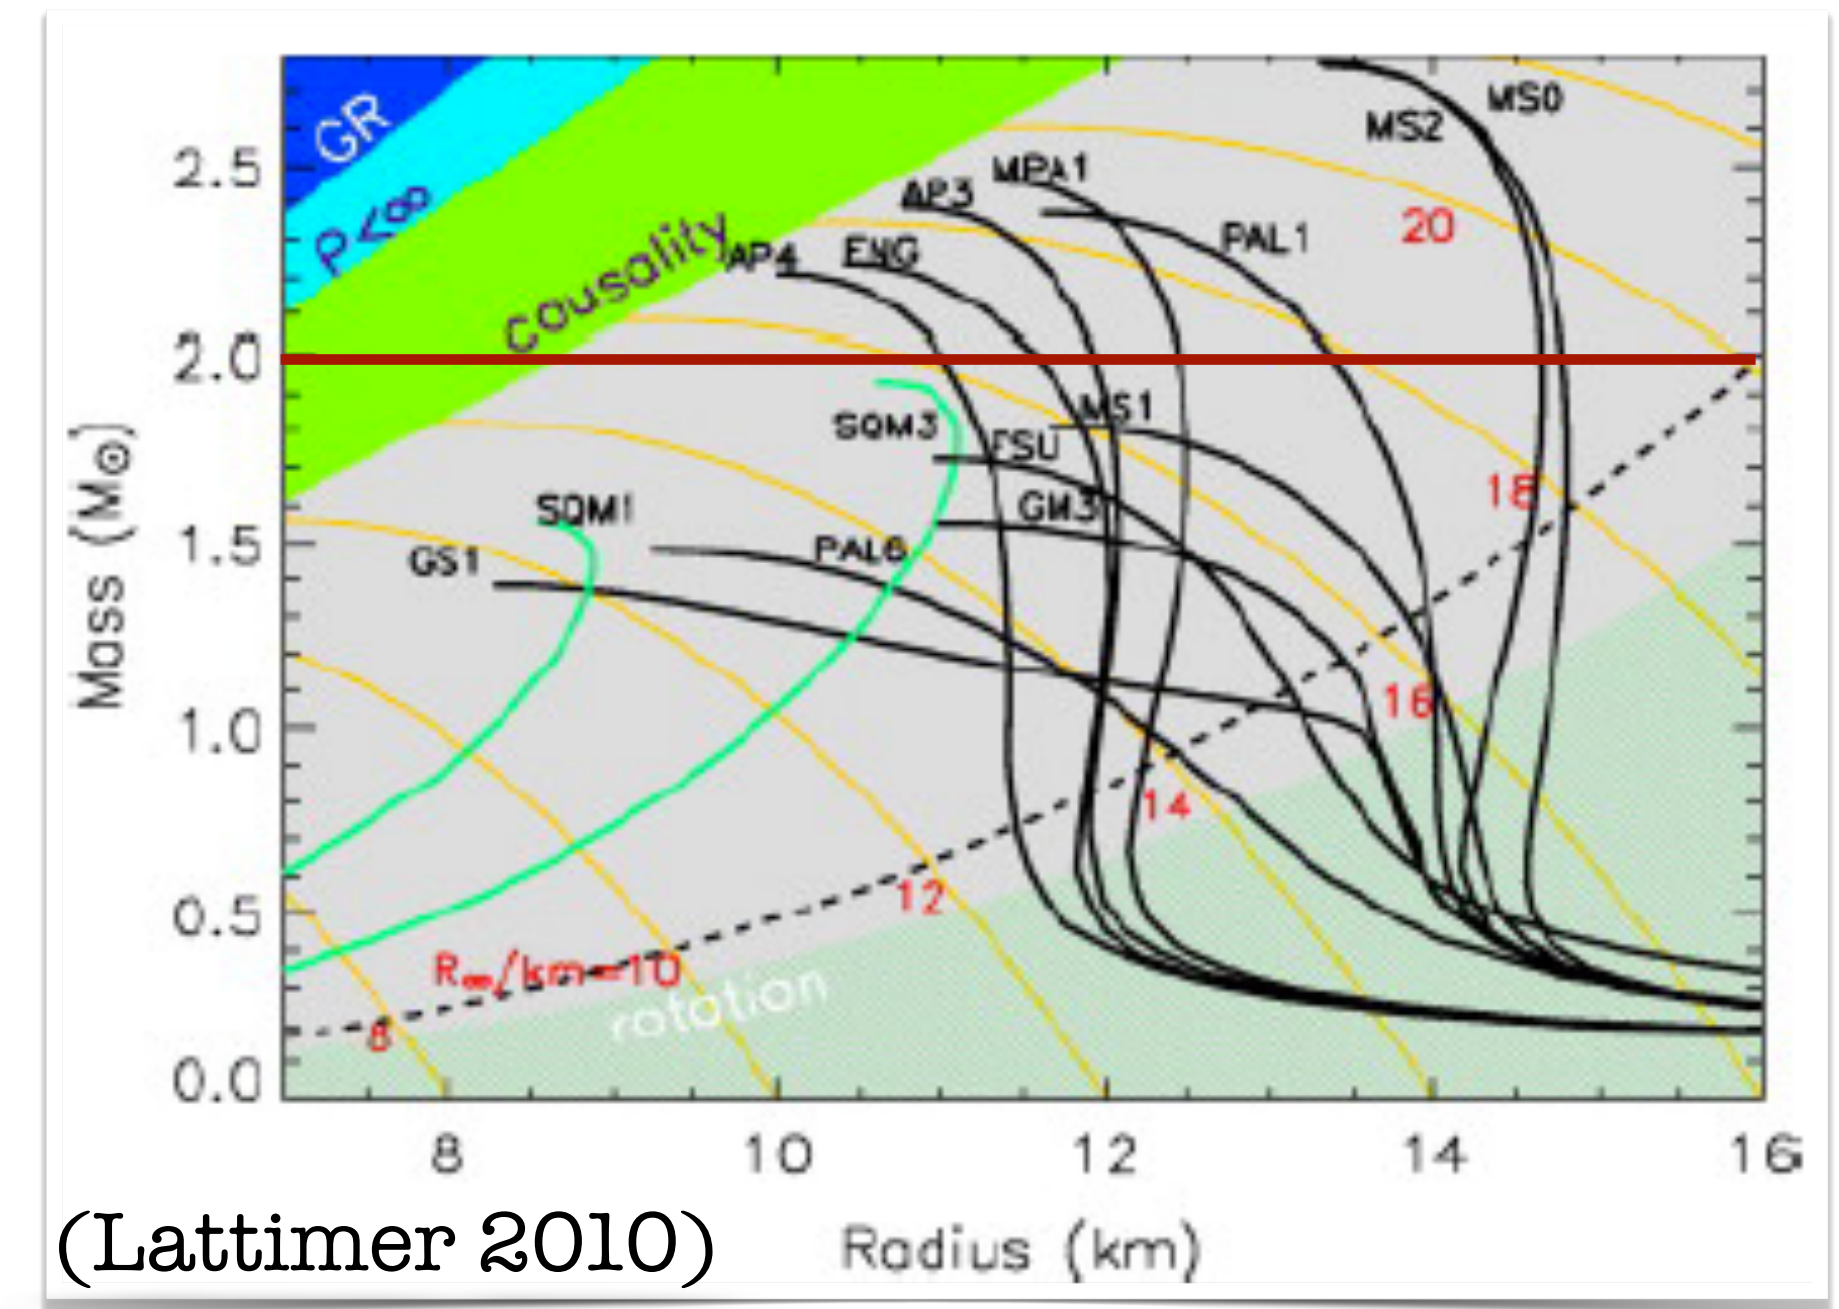 GR
P<∞
Causality
MS0
MS2
MPA1
AP3
20
PAL1
AP4
ENG
2.5
2.0
1.5
1.0
0.5
0.0
Mass (M⊙)
SQM3
MS1
FSU
18
SQM1
GM3
GS1
PAL6
16
14
12
R∞/km=10
rotation
8
8
10
12
14
16
(Lattimer 2010)
Radius (km)